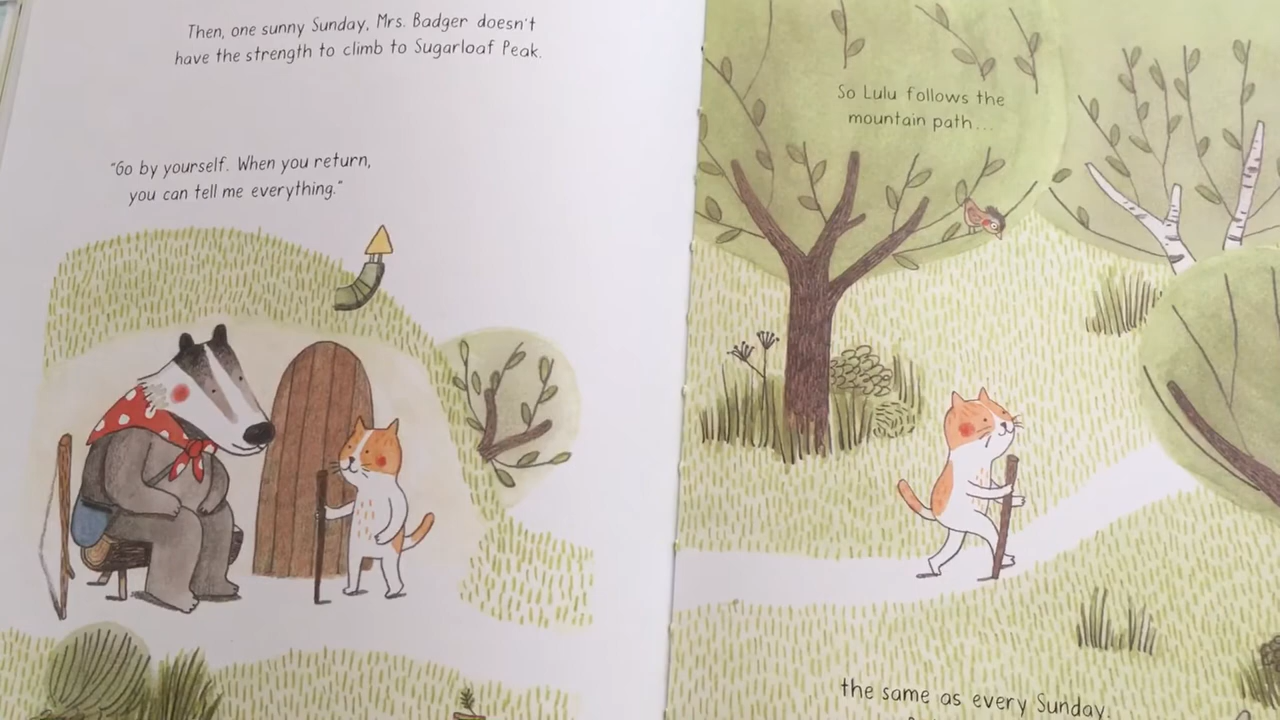 Then, one sunny Sunday, Mrs. Badger doesn't
have the strength to climb to Sugarloaf Peak.
"Go by yourself. When you return,
you can tell me everything."
So Lulu follows the
mountain path...
the same as every Sunday.